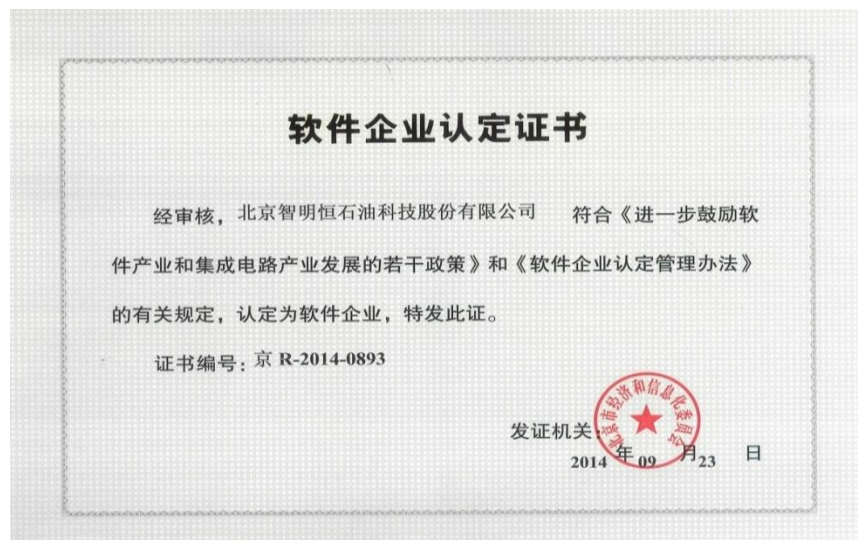 软件企业认定证书
经审核，北京智明恒石油科技股份有限公司 符合《进一步鼓励软
件产业和集成电路产业发展的若干政策》和《软件企业认定管理办法》
的有关规定，认定为软件企业，特发此证。
证书编号：京 R-2014-0893
发证机关：
北京市经济和信息化委员会
2014 年 09 月 23 日